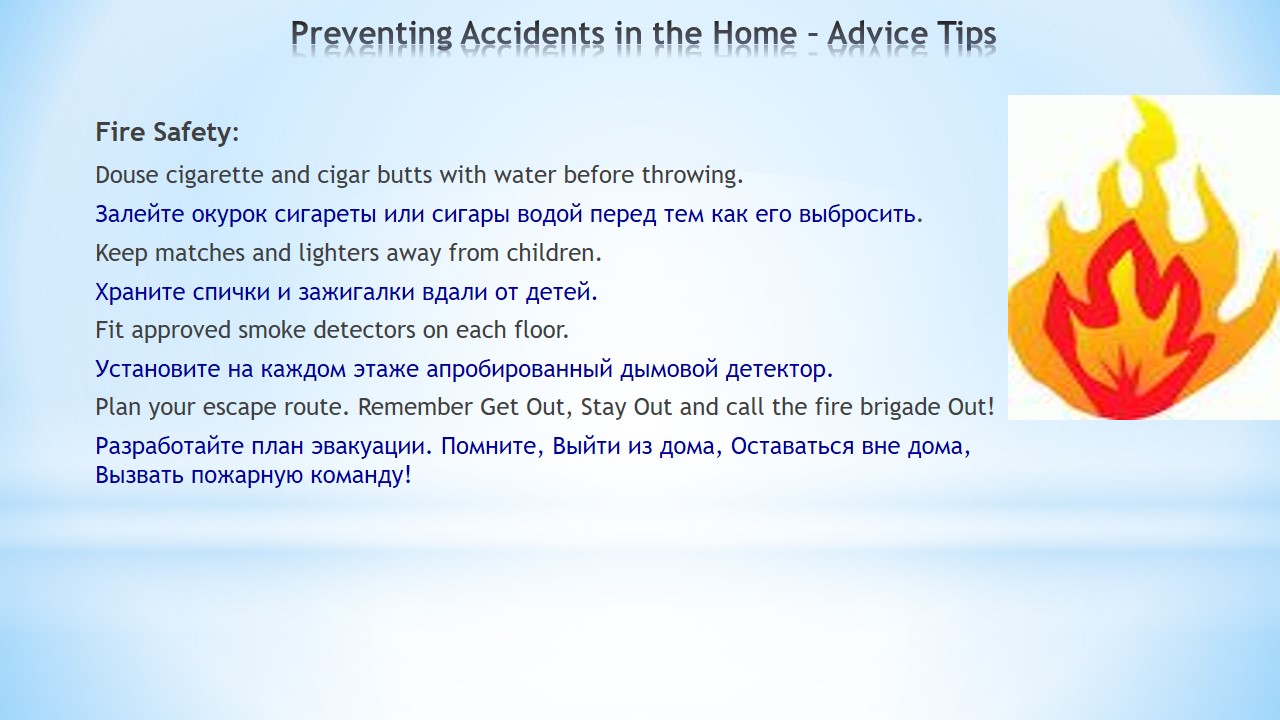 Preventing Accidents in the Home – Advice Tips
Fire Safety:
Douse cigarette and cigar butts with water before throwing.
Залейте окурок сигареты или сигары водой перед тем как его выбросить.
Keep matches and lighters away from children.
Храните спички и зажигалки вдали от детей.
Fit approved smoke detectors on each floor.
Установите на каждом этаже апробированный дымовой детектор.
Plan your escape route. Remember Get Out, Stay Out and call the fire brigade Out!
Разработайте план эвакуации. Помните, Выйти из дома, Оставаться вне дома,
Вызвать пожарную команду!